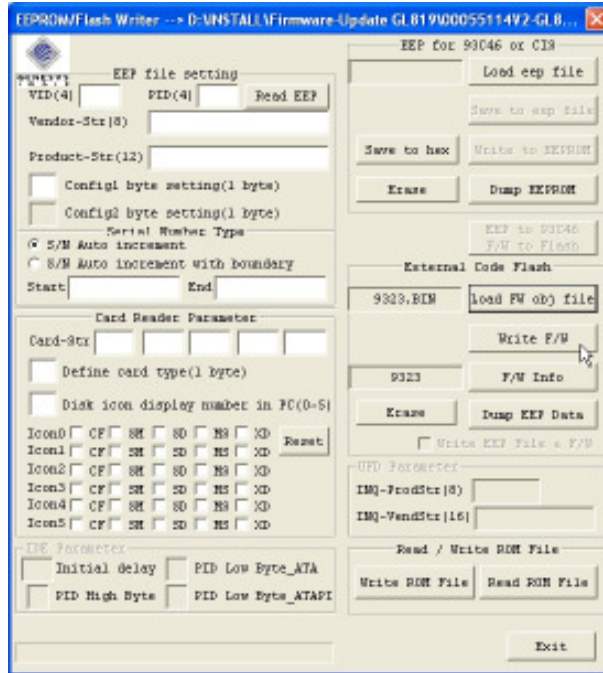 EEPROM/Flash Writer --> D:\INSTALL\Firmware-Update GL819\00055114V2-GL8...
EEP file setting
VID(4)
PID(4)
Read EEP
Vendor-Str(8)
Product-Str(12)
Config1 byte setting(1 byte)
Config2 byte setting(1 byte)
Serial Number Type
S/N Auto increment
S/N Auto increment with boundary
Start
End
Card Reader Parameter
Card-Str
Define card type(1 byte)
Disk icon display number in PC(0-5)
Icon0 CF SM SD MS XD
Reset
Icon1 CF SM SD MS XD
Icon2 CF SM SD MS XD
Icon3 CF SM SD MS XD
Icon4 CF SM SD MS XD
Icon5 CF SM SD MS XD
IDE Parameter
Initial delay
PID Low Byte_ATA
PID High Byte
PID Low Byte_ATAPI
EEP for 93C46 or CIS
Load eep file
Save to eep file
Save to hex
Write to EEPROM
Erase
Dump EEPROM
EEP to 93C46
F/W to Flash
External Code Flash
9323.BIN
Load FW obj file
Write F/W
9323
F/W Info
Erase
Dump EEP Data
Write EEP File & F/W
UFD Parameter
INQ-ProdStr(8)
INQ-VendStr(16)
Read / Write ROM File
Write ROM File
Read ROM File
Exit